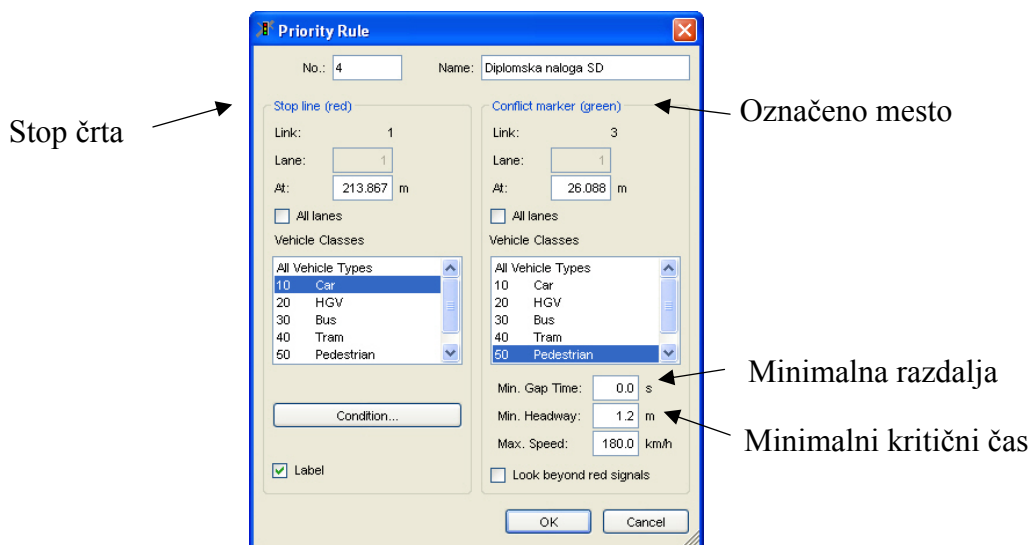 Priority Rule
No.: 4 Name: Diplomska naloga SD
Stop črta
Stop line (red)
Link: 1
Lane: 1
At: 213.867 m
All lanes
Vehicle Classes
All Vehicle Types
10 Car
20 HGV
30 Bus
40 Tram
50 Pedestrian
Condition...
Label
Označeno mesto
Conflict marker (green)
Link: 3
Lane: 1
At: 26.088 m
All lanes
Vehicle Classes
All Vehicle Types
10 Car
20 HGV
30 Bus
40 Tram
50 Pedestrian
Min. Gap Time: 0.0 s
Minimalna razdalja
Min. Headway: 1.2 m
Minimalni kritični čas
Max. Speed: 180.0 km/h
Look beyond red signals
OK Cancel